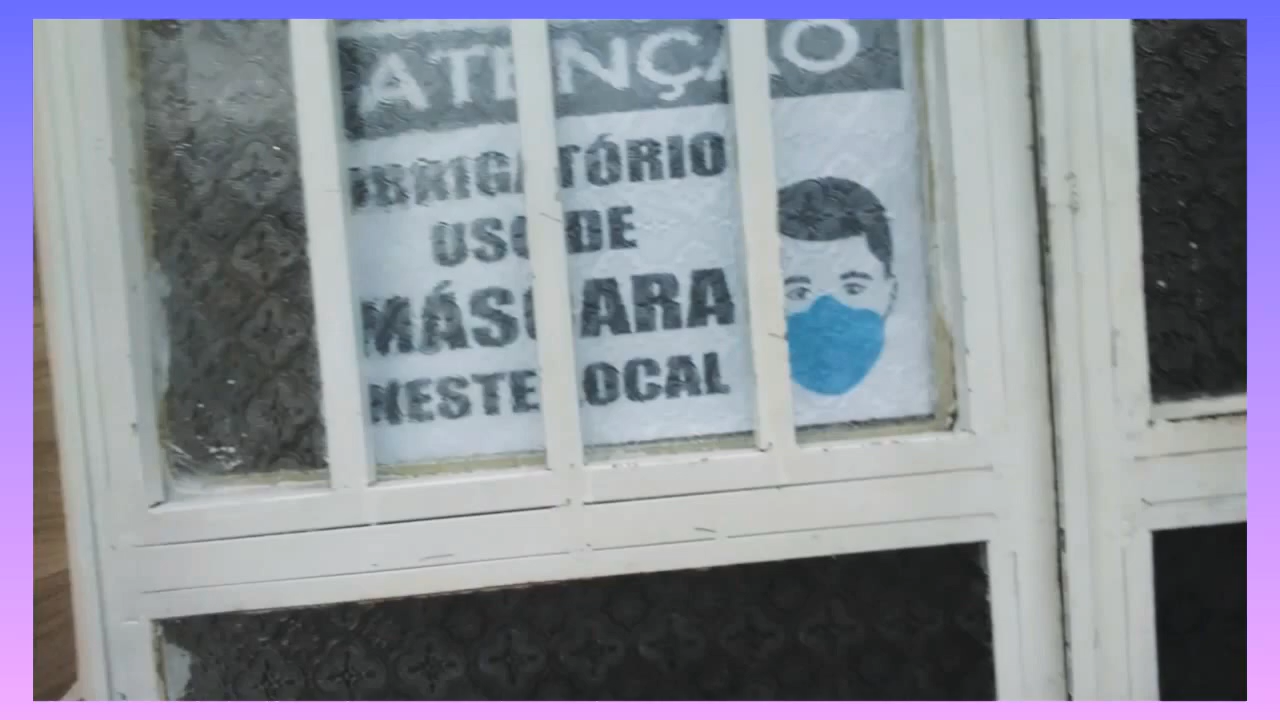 ATENÇÃO
OBRIGATÓRIO
USO DE
MÁSCARA
NESTE LOCAL